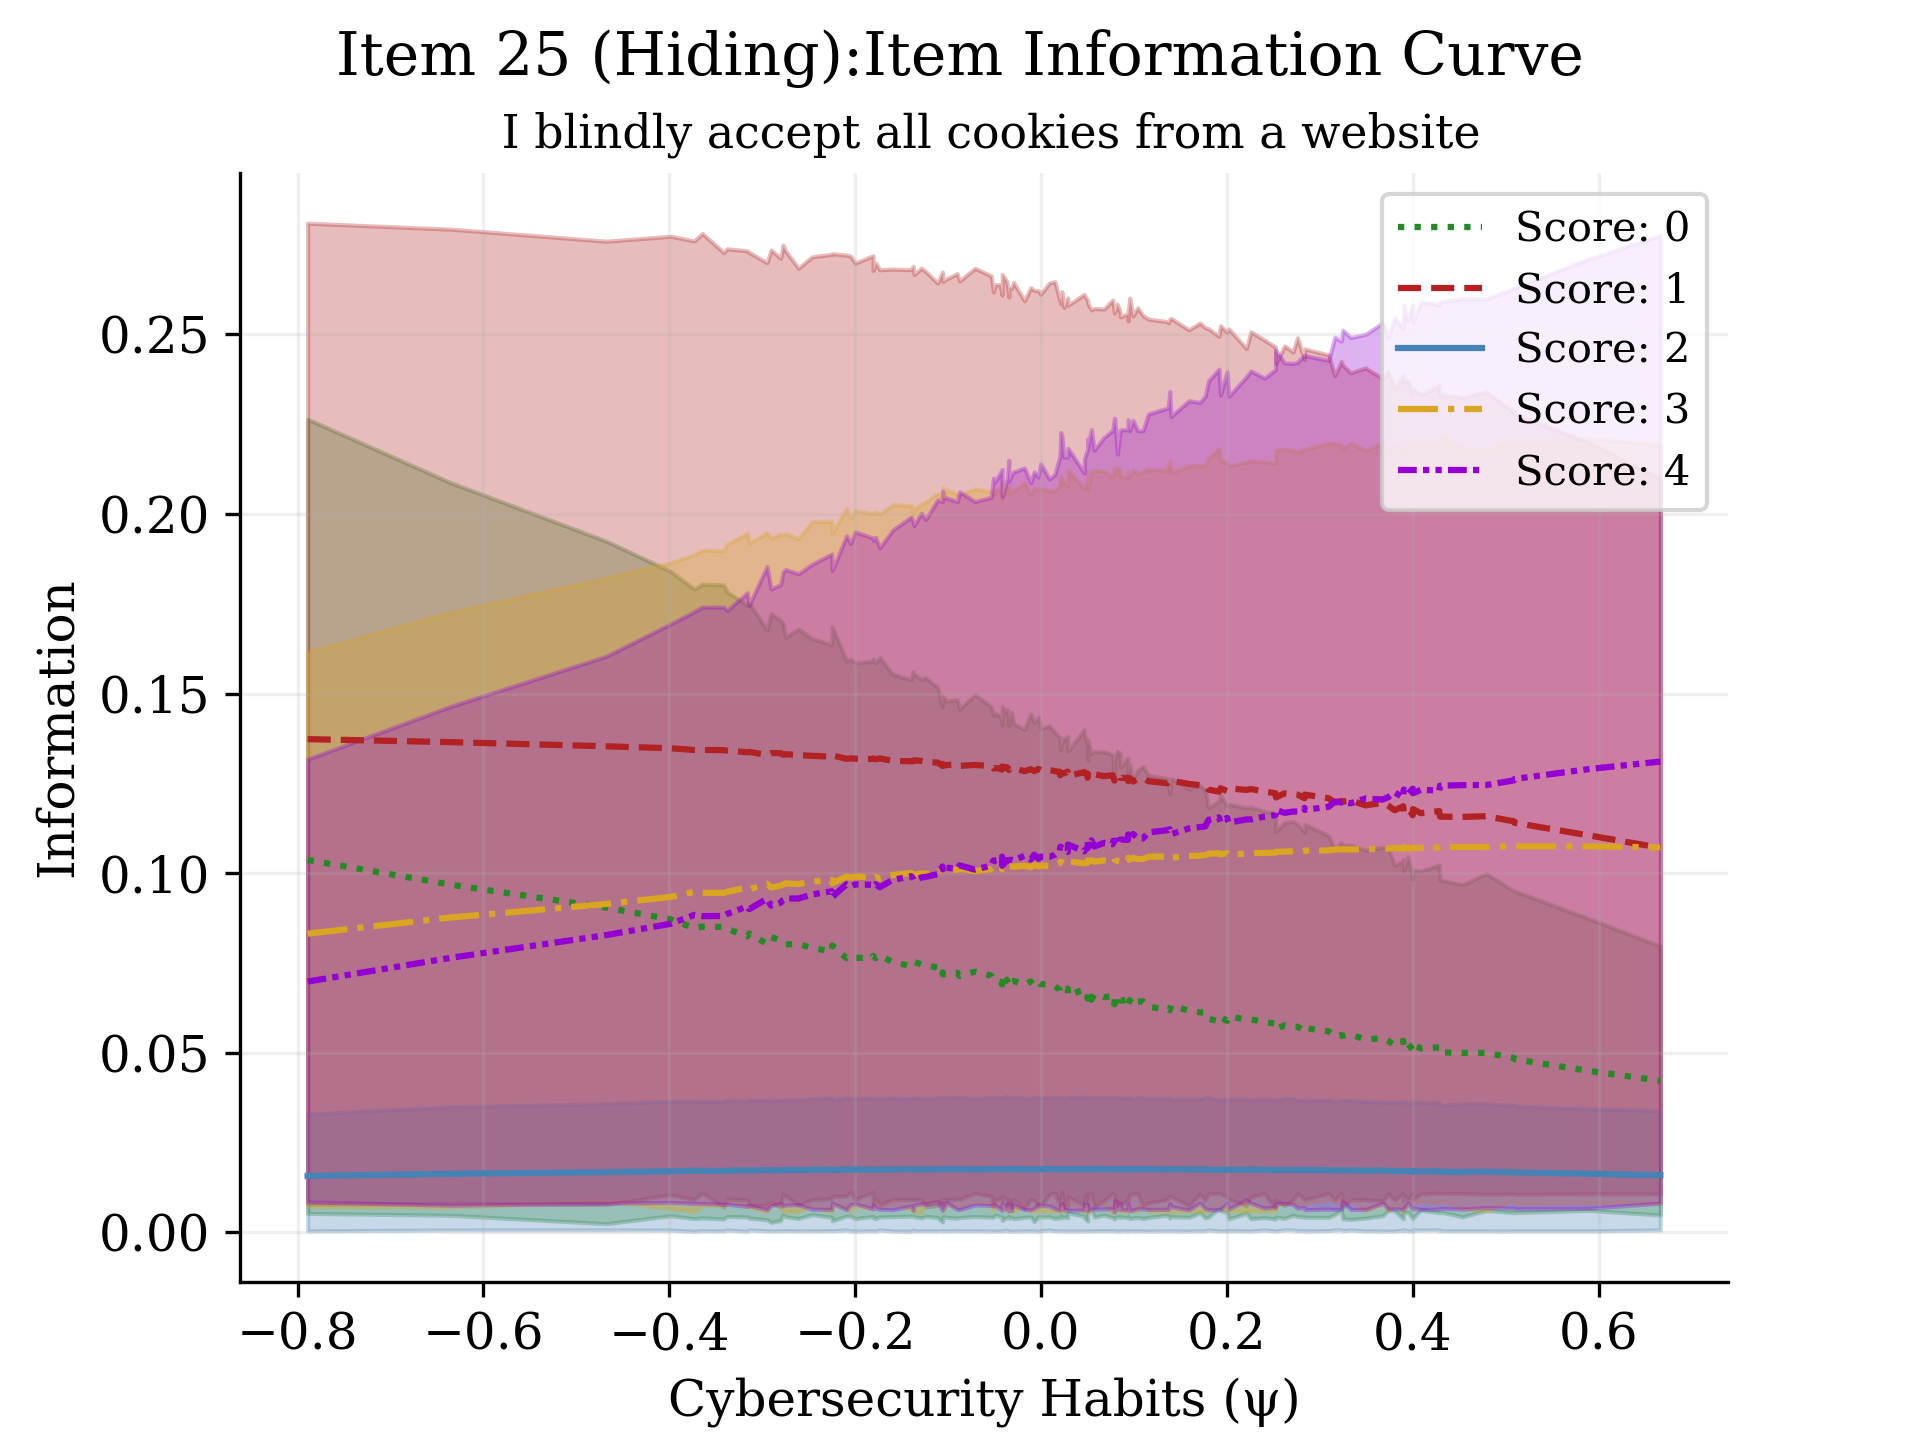 Item 25 (Hiding):Item Information Curve
I blindly accept all cookies from a website
Score: 0
Score: 1
Score: 2
Score: 3
Score: 4
Information
0.25
0.20
0.15
0.10
0.05
0.00
−0.8 −0.6 −0.4 −0.2 0.0 0.2 0.4 0.6
Cybersecurity Habits (ψ)